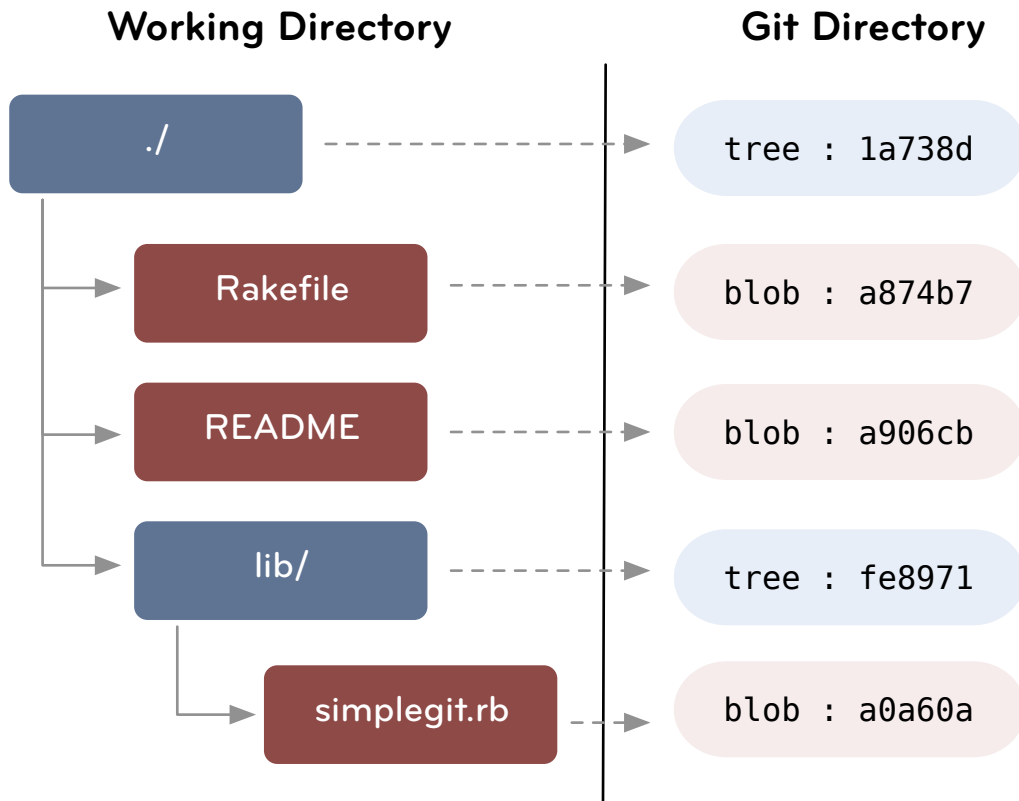 Working Directory
Git Directory
./
tree : 1a738d
Rakefile
blob : a874b7
README
blob : a906cb
lib/
tree : fe8971
simplegit.rb
blob : a0a60a